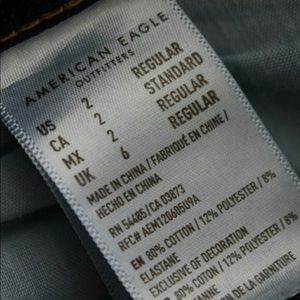 AMERICAN EAGLE
OUTFITTERS
US 2 REGULAR
CA 2 STANDARD
MX 2 REGULAR
UK 6 REGULAR
MADE IN CHINA / FABRIQUÉ EN CHINE /
HECHO EN CHINA
RN 54485 / CA 03873
RFC# AEM120606U9A
EN 80% COTTON / 12% POLYESTER / 8%
ELASTANE
EXCLUSIVE OF DECORATION
80% COTON / 12% POLYESTER / 8%
DE LA GARNITURE